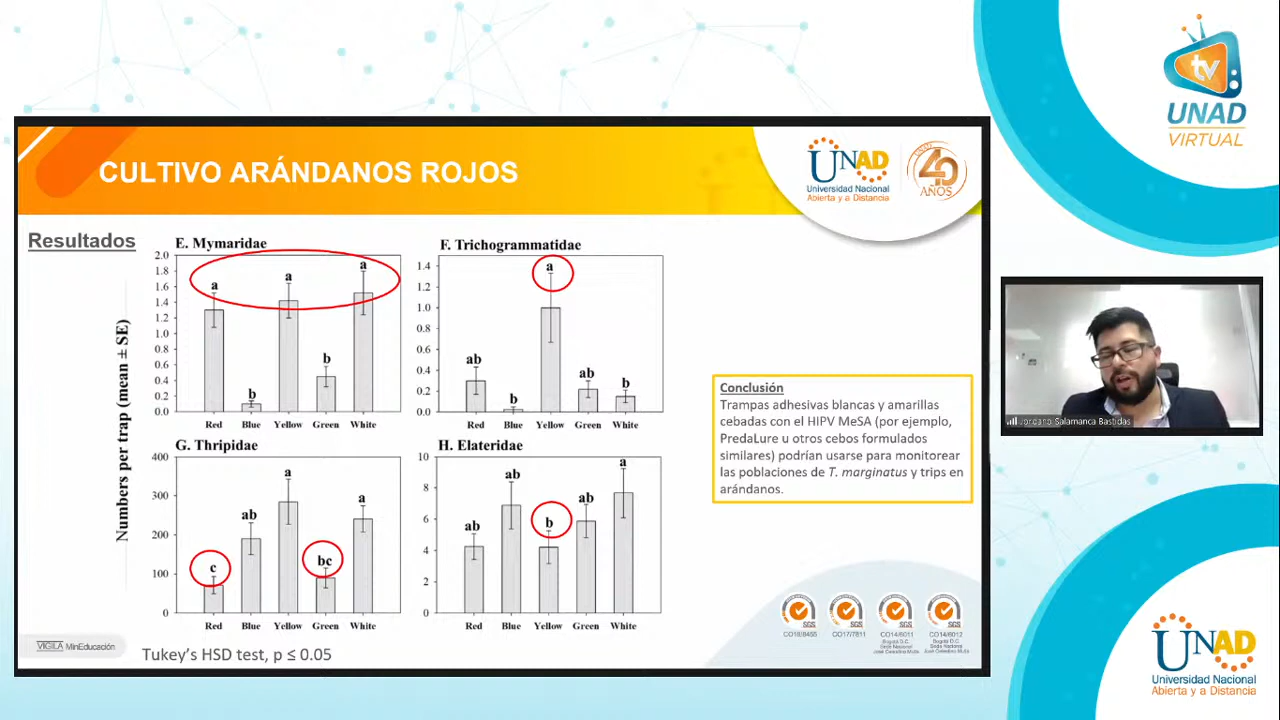 tv
UNAD
VIRTUAL
CULTIVO ARÁNDANOS ROJOS
UNAD
Universidad Nacional
Abierta y a Distancia
UNAD
40
AÑOS
Resultados
Numbers per trap (mean ± SE)
E. Mymaridae
2.0
1.8
1.6
1.4
1.2
1.0
0.8
0.6
0.4
0.2
0.0
a
b
a
b
a
Red Blue Yellow Green White
F. Trichogrammatidae
1.4
1.2
1.0
0.8
0.6
0.4
0.2
0.0
ab
b
a
ab
b
Red Blue Yellow Green White
G. Thripidae
400
300
200
100
0
c
ab
a
bc
a
Red Blue Yellow Green White
H. Elateridae
10
8
6
4
2
0
ab
ab
b
ab
a
Red Blue Yellow Green White
Tukey's HSD test, p ≤ 0.05
Conclusión
Trampas adhesivas blancas y amarillas
cebadas con el HIPV MeSA (por ejemplo,
PredaLure u otros cebos formulados
similares) podrían usarse para monitorear
las poblaciones de T. marginatus y trips en
arándanos.
VIGILADA MinEducación
SGS
SGS
SGS
SGS
Jordano Salamanca Bastidas
UNAD
Universidad Nacional
Abierta y a Distancia